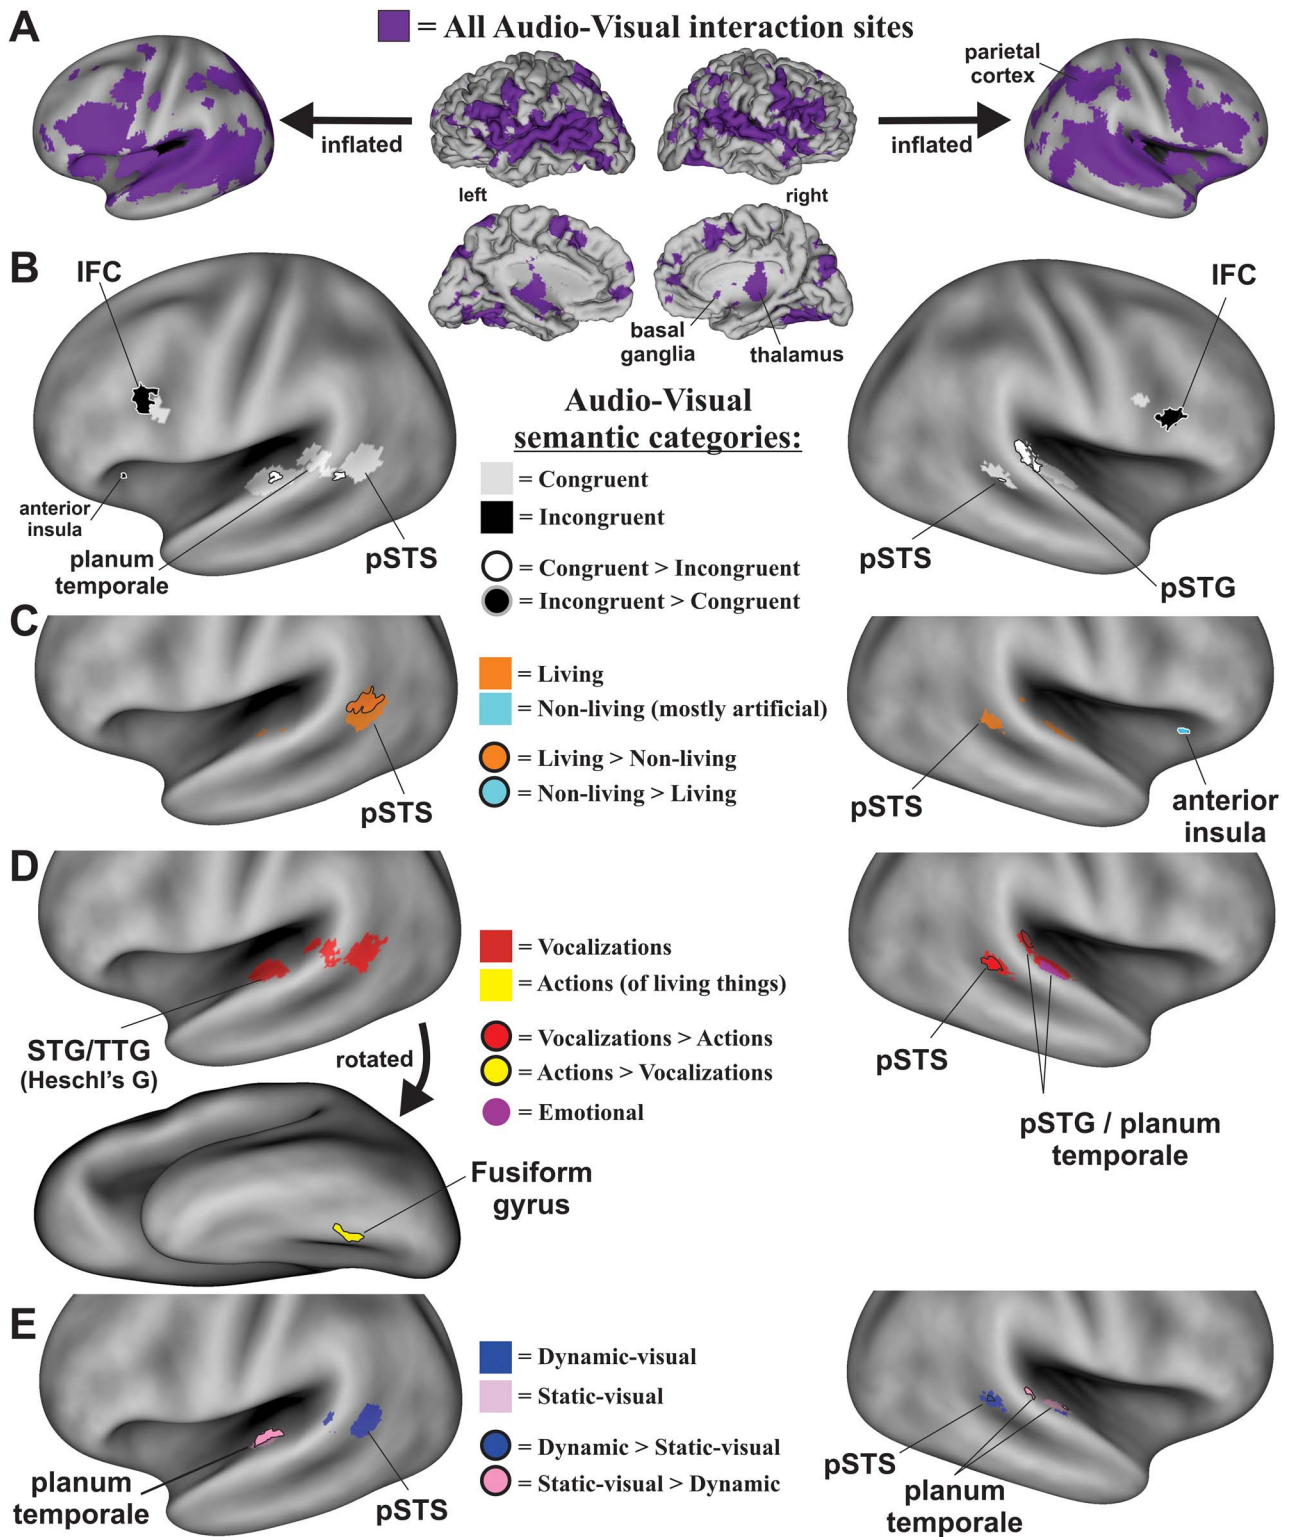 A
= All Audio-Visual interaction sites
parietal
cortex
inflated
inflated
left
right
B
IFC
IFC
basal
ganglia
thalamus
Audio-Visual
semantic categories:
= Congruent
= Incongruent
= Congruent > Incongruent
= Incongruent > Congruent
anterior
insula
planum
temporale
pSTS
pSTS
pSTG
C
= Living
= Non-living (mostly artificial)
= Living > Non-living
= Non-living > Living
pSTS
pSTS
anterior
insula
D
= Vocalizations
= Actions (of living things)
= Vocalizations > Actions
= Actions > Vocalizations
= Emotional
STG/TTG
(Heschl's G)
rotated
pSTS
pSTG / planum
temporale
Fusiform
gyrus
E
= Dynamic-visual
= Static-visual
= Dynamic > Static-visual
= Static-visual > Dynamic
planum
temporale
pSTS
pSTS
planum
temporale